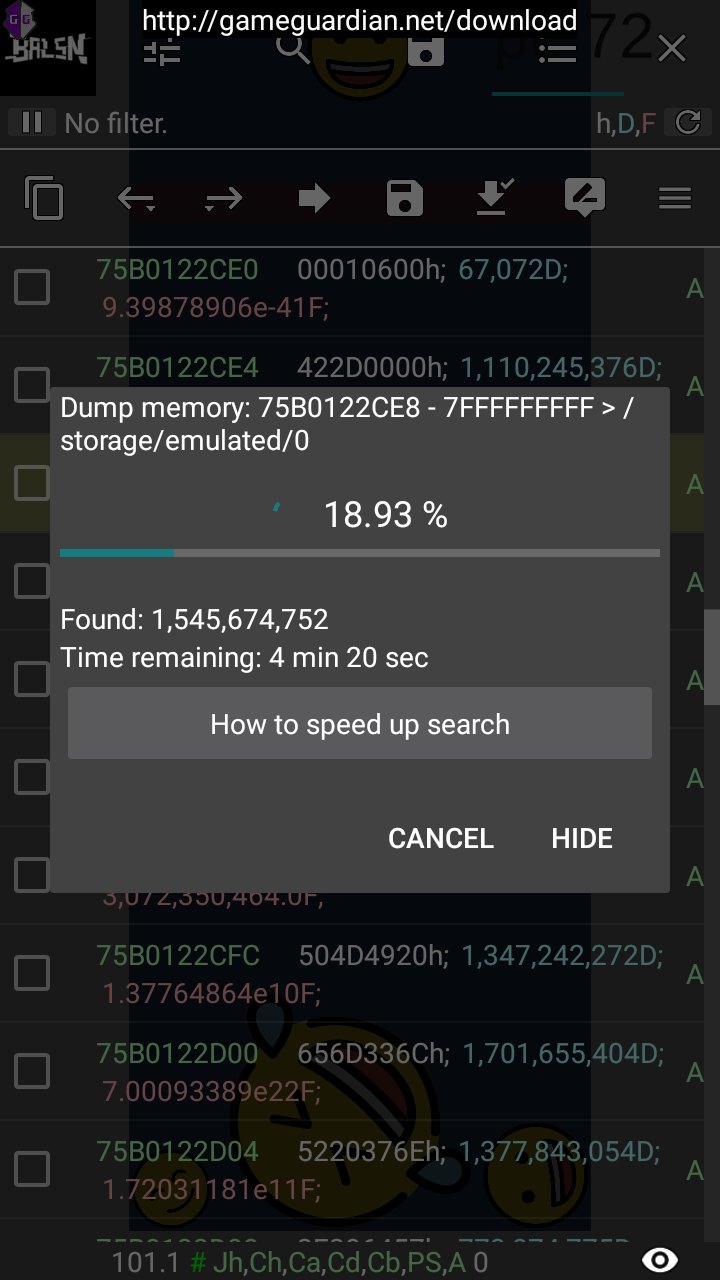 http://gameguardian.net/download
GG
BALSN
72
No filter.
h,D,F
75B0122CE0 00010600h; 67,072D;
9.39878906e-41F;
A
75B0122CE4 422D0000h; 1,110,245,376D;
A
Dump memory: 75B0122CE8 - 7FFFFFFFFF > /
storage/emulated/0
A
18.93 %
A
Found: 1,545,674,752
Time remaining: 4 min 20 sec
A
How to speed up search
A
CANCEL
HIDE
A
3,072,350,464.0F;
75B0122CFC 504D4920h; 1,347,242,272D;
1.37764864e10F;
A
75B0122D00 656D336Ch; 1,701,655,404D;
7.00093389e22F;
A
75B0122D04 5220376Eh; 1,377,843,054D;
1.72031181e11F;
A
101.1 # Jh,Ch,Ca,Cd,Cb,PS,A 0